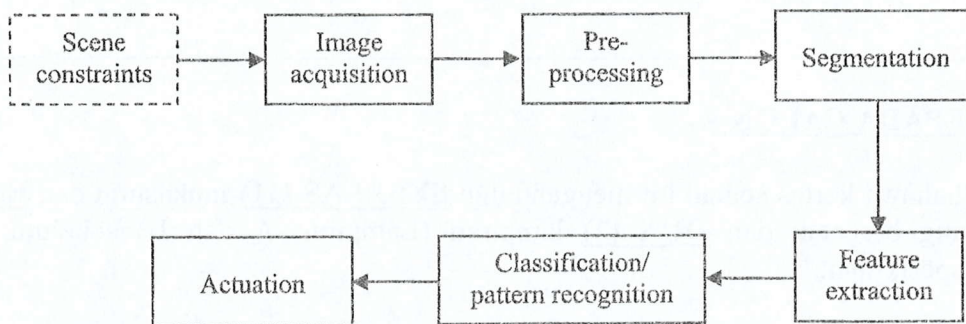 Scene
constraints
Image
acquisition
Pre-
processing
Segmentation
Feature
extraction
Classification/
pattern recognition
Actuation